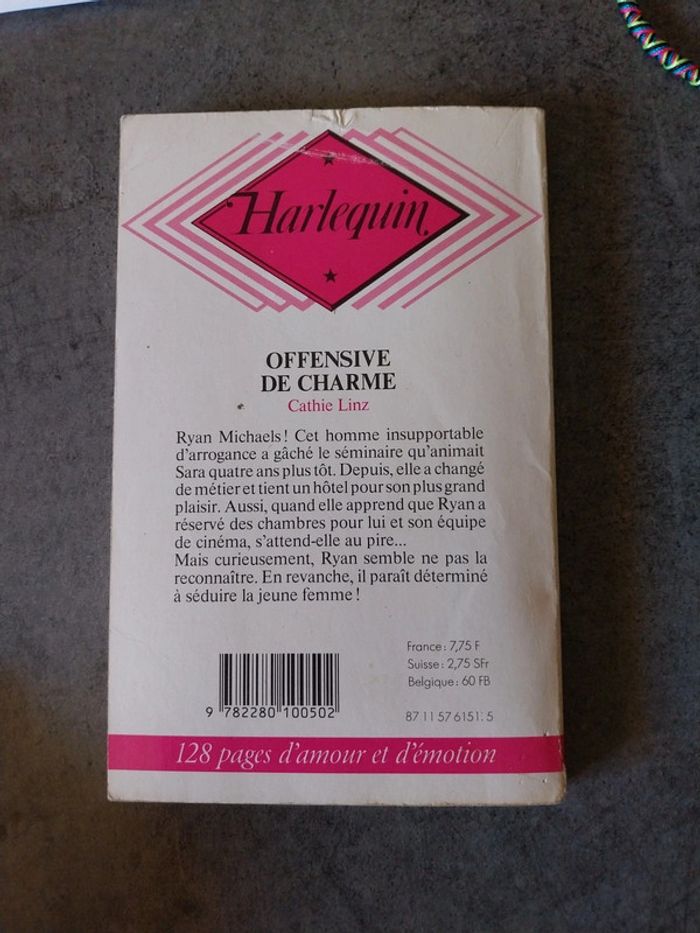 Harlequin
OFFENSIVE
DE CHARME
Cathie Linz
Ryan Michaels ! Cet homme insupportable
d'arrogance a gâché le séminaire qu'animait
Sara quatre ans plus tôt. Depuis, elle a changé
de métier et tient un hôtel pour son plus grand
plaisir. Aussi, quand elle apprend que Ryan a
réservé des chambres pour lui et son équipe
de cinéma, s'attend-elle au pire...
Mais curieusement, Ryan semble ne pas la
reconnaître. En revanche, il paraît déterminé
à séduire la jeune femme !
France : 7,75 F
Suisse : 2,75 SFr
Belgique : 60 FB
9 782280 100502
87 11 57 6151. 5
128 pages d'amour et d'émotion